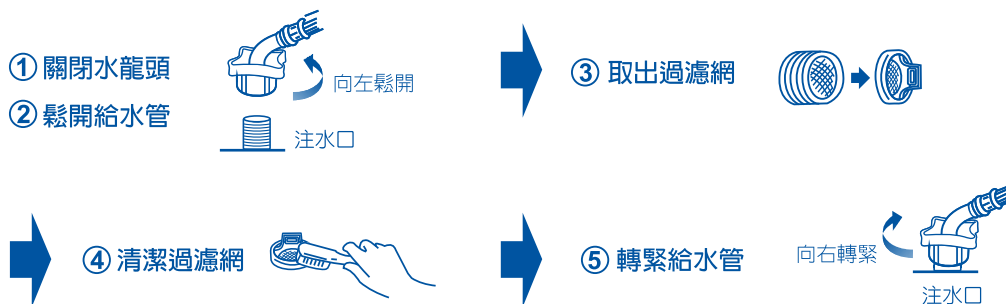 ①關閉水龍頭
②鬆開給水管
向左鬆開
注水口
③取出過濾網
④清潔過濾網
⑤轉緊給水管
向右轉緊
注水口